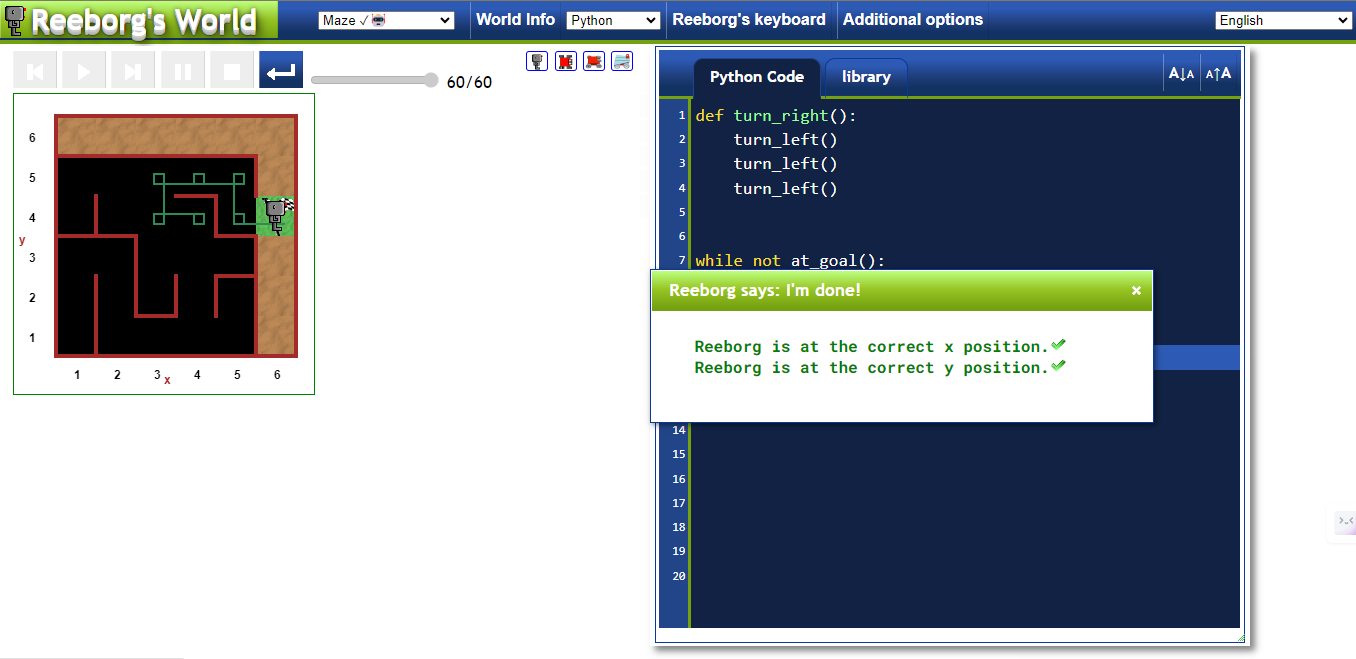 Reeborg's World
Maze ✓
World Info
Python
Reeborg's keyboard
Additional options
English
60/60
Python Code
library
A↓A
A↑A
6
5
4
y
3
2
1
1 2 3 x 4 5 6
1 def turn_right():
2     turn_left()
3     turn_left()
4     turn_left()
5
6
7 while not at_goal():
Reeborg says: I'm done!
×
Reeborg is at the correct x position.
Reeborg is at the correct y position.
14
15
16
17
18
19
20
>-<